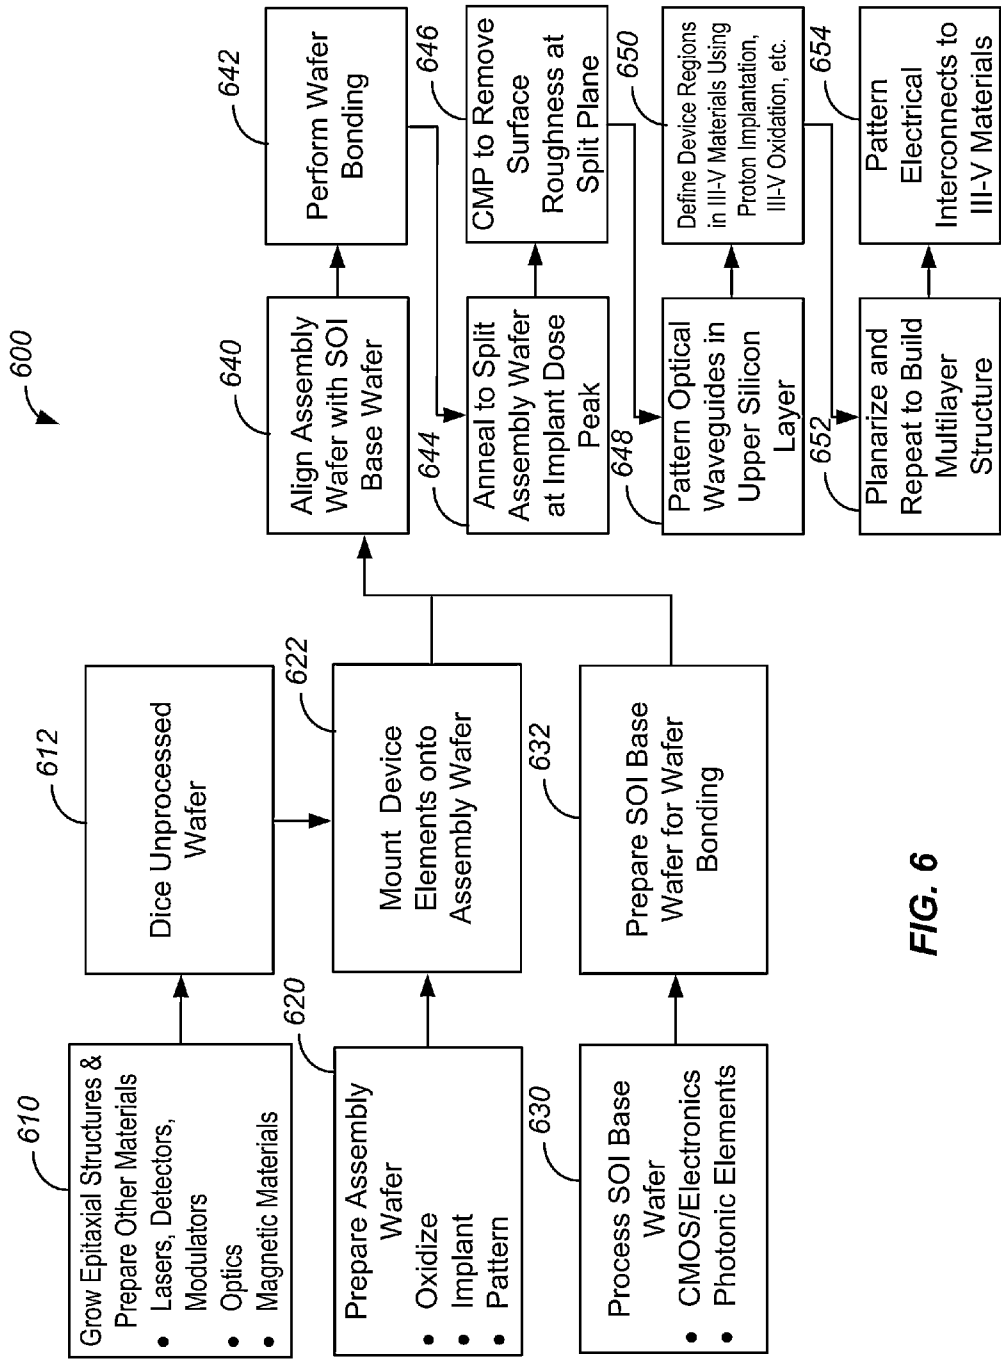 600
610
Grow Epitaxial Structures &
Prepare Other Materials
• Lasers, Detectors,
Modulators
• Optics
• Magnetic Materials
612
Dice Unprocessed
Wafer
620
Prepare Assembly
Wafer
• Oxidize
• Implant
• Pattern
622
Mount Device
Elements onto
Assembly Wafer
630
Process SOI Base
Wafer
• CMOS/Electronics
• Photonic Elements
632
Prepare SOI Base
Wafer for Wafer
Bonding
640
Align Assembly
Wafer with SOI
Base Wafer
642
Perform Wafer
Bonding
644
Anneal to Split
Assembly Wafer
at Implant Dose
Peak
646
CMP to Remove
Surface
Roughness at
Split Plane
648
Pattern Optical
Waveguides in
Upper Silicon
Layer
650
Define Device Regions
in III-V Materials Using
Proton Implantation,
III-V Oxidation, etc.
652
Planarize and
Repeat to Build
Multilayer
Structure
654
Pattern
Electrical
Interconnects to
III-V Materials
FIG. 6